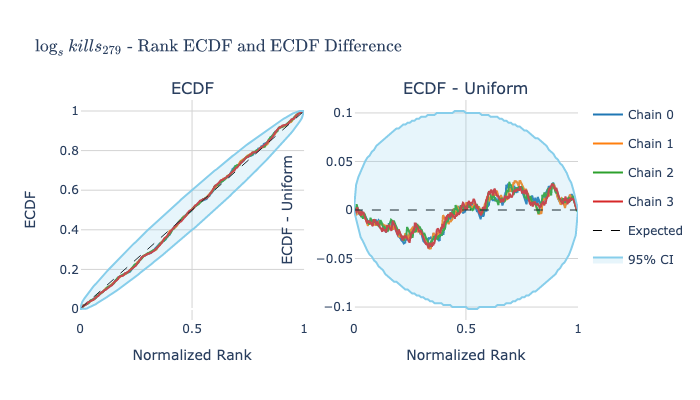 log_s kills_279 - Rank ECDF and ECDF Difference
ECDF
ECDF - Uniform
1
0.8
0.6
0.4
0.2
0
ECDF
0
0.5
1
Normalized Rank
0.1
0.05
0
−0.05
−0.1
ECDF - Uniform
0
0.5
1
Normalized Rank
Chain 0
Chain 1
Chain 2
Chain 3
Expected
95% CI